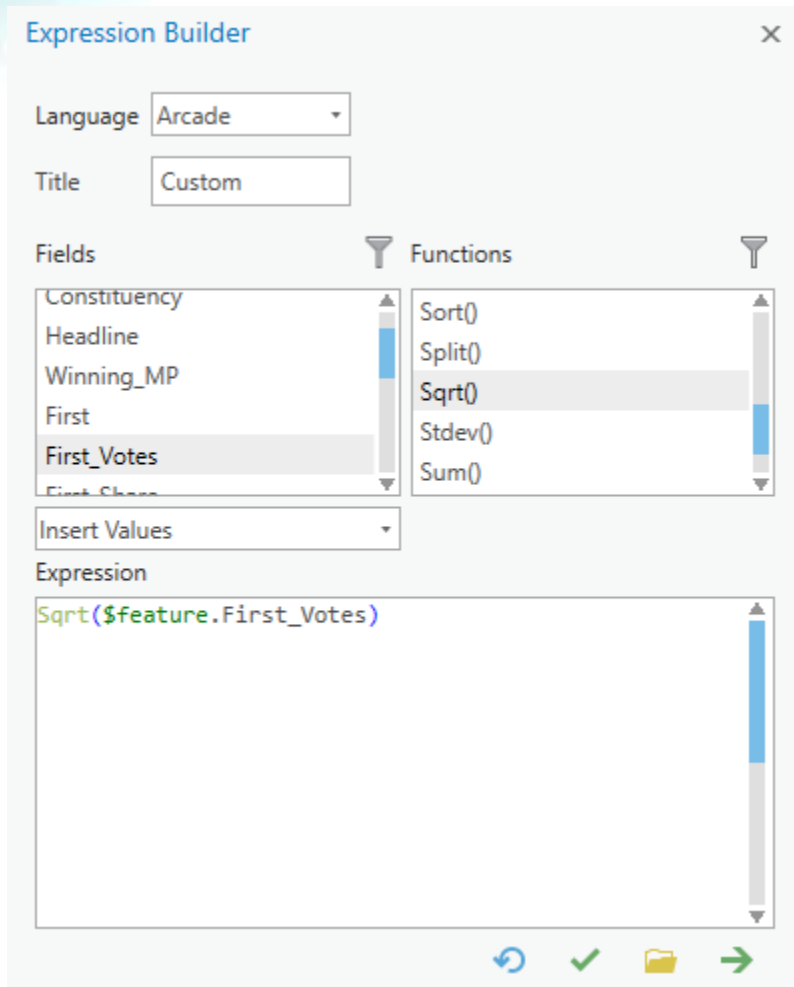 Expression Builder
Language Arcade
Title Custom
Fields Functions
Constituency
Headline
Winning_MP
First
First_Votes
First_Share
Sort()
Split()
Sqrt()
Stdev()
Sum()
Insert Values
Expression
Sqrt($feature.First_Votes)